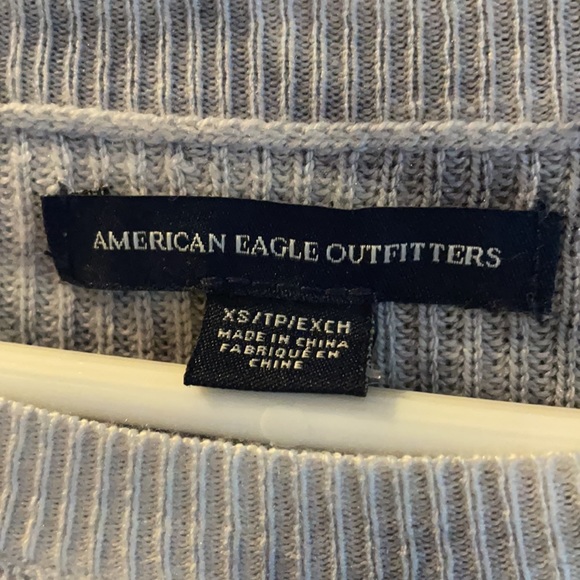 AMERICAN EAGLE OUTFITTERS
XS/TP/EXCH
MADE IN CHINA
FABRIQUÉ EN
CHINE